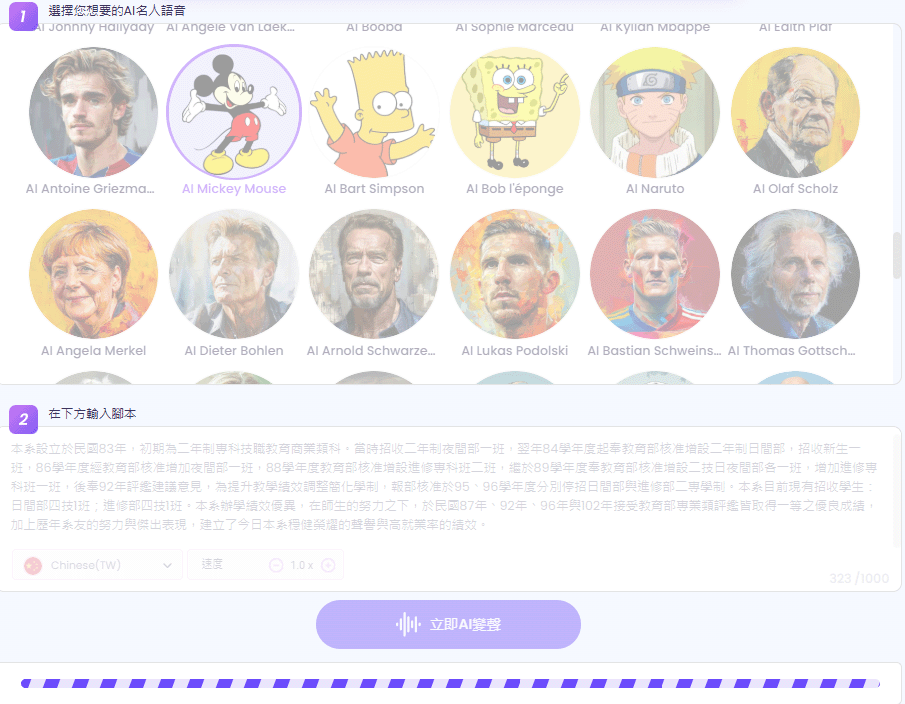 1 選擇您想要的AI名人語音
AI Johnny Hallyday AI Angèle Van Laek... AI Booba AI Sophie Marceau AI Kylian Mbappé AI Edith Piaf
AI Antoine Griezma... AI Mickey Mouse AI Bart Simpson AI Bob l'éponge AI Naruto AI Olaf Scholz
AI Angela Merkel AI Dieter Bohlen AI Arnold Schwarze... AI Lukas Podolski AI Bastian Schweins... AI Thomas Gottsch...
2 在下方輸入腳本
本系設立於民國83年，初期為二年制專科技職教育商業類科。當時招收二年制夜間部一班，翌年84學年度起奉教育部核准增設二年制日間部，招收新生一
班，86學年度經教育部核准增加夜間部一班，88學年度教育部核准增設進修專科班二班，繼於89學年度奉教育部核准增設二技日夜間部各一班，增加進修專
科班一班，後奉92年評鑑建議意見，為提升教學績效調整簡化學制，報部核准於95、96學年度分別停招日間部與進修部二專學制。本系目前現有招收學生：
日間部四技1班；進修部四技1班。本系辦學績效優異，在師生的努力之下，於民國87年、92年、96年與102年接受教育部專業類評鑑皆取得一等之優良成績，
加上歷年系友的努力與傑出表現，建立了今日本系穩健榮耀的聲譽與高就業率的績效。
Chinese(TW) 速度 1.0 x
323 /1000
立即AI變聲